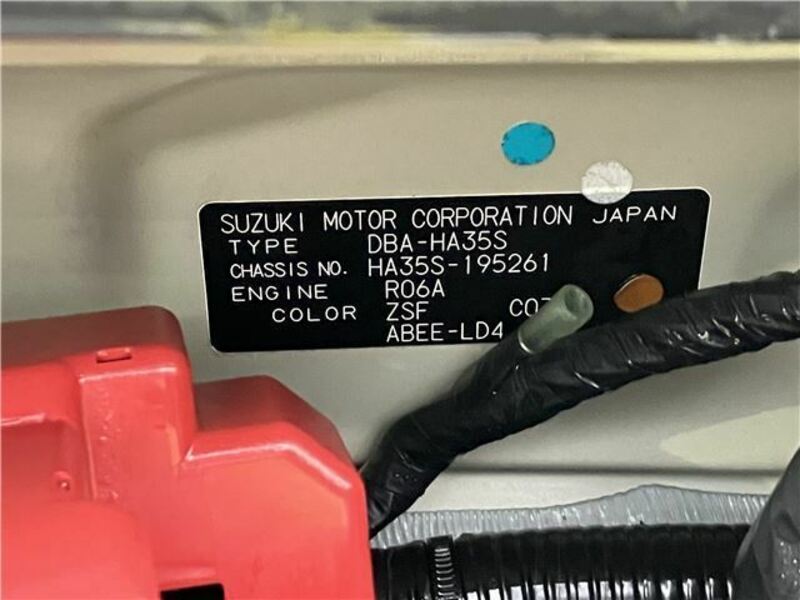 SUZUKI MOTOR CORPORATION JAPAN
TYPE DBA-HA35S
CHASSIS NO. HA35S-195261
ENGINE R06A
COLOR ZSF
ABEE-LD4